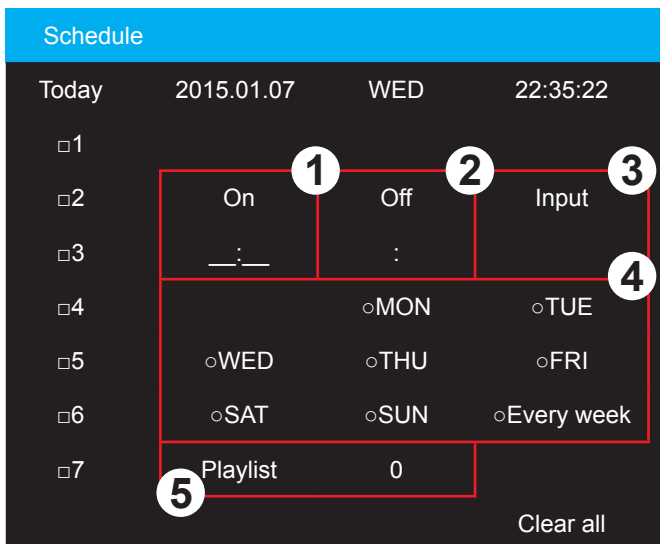 Schedule
Today 2015.01.07 WED 22:35:22
□1
1 2 3
□2 On Off Input
□3 __:__ :
4
□4 ○MON ○TUE
□5 ○WED ○THU ○FRI
□6 ○SAT ○SUN ○Every week
□7 Playlist 0
5
Clear all